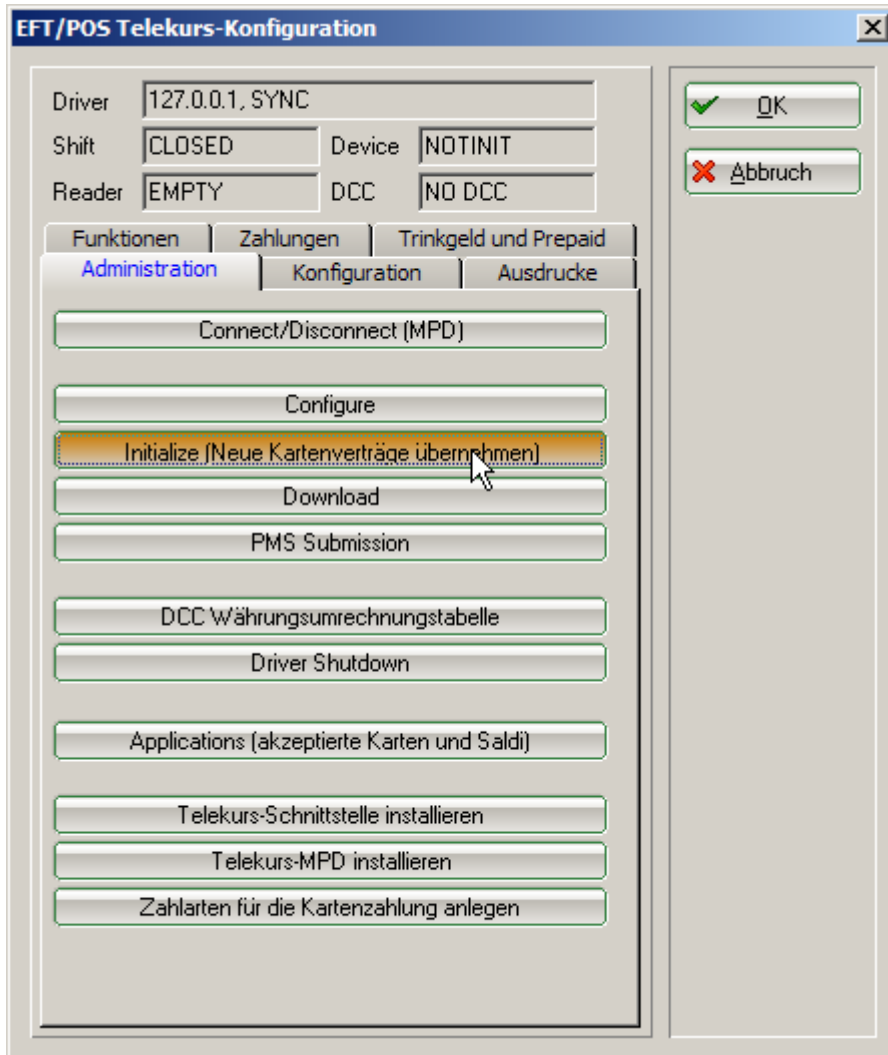 EFT/POS Telekurs-Konfiguration
Driver 127.0.0.1, SYNC
Shift CLOSED Device NOTINIT
Reader EMPTY DCC NO DCC
OK
Abbruch
Funktionen Zahlungen Trinkgeld und Prepaid
Administration Konfiguration Ausdrucke
Connect/Disconnect (MPD)
Configure
Initialize (Neue Kartenverträge übernehmen)
Download
PMS Submission
DCC Währungsumrechnungstabelle
Driver Shutdown
Applications (akzeptierte Karten und Saldi)
Telekurs-Schnittstelle installieren
Telekurs-MPD installieren
Zahlarten für die Kartenzahlung anlegen